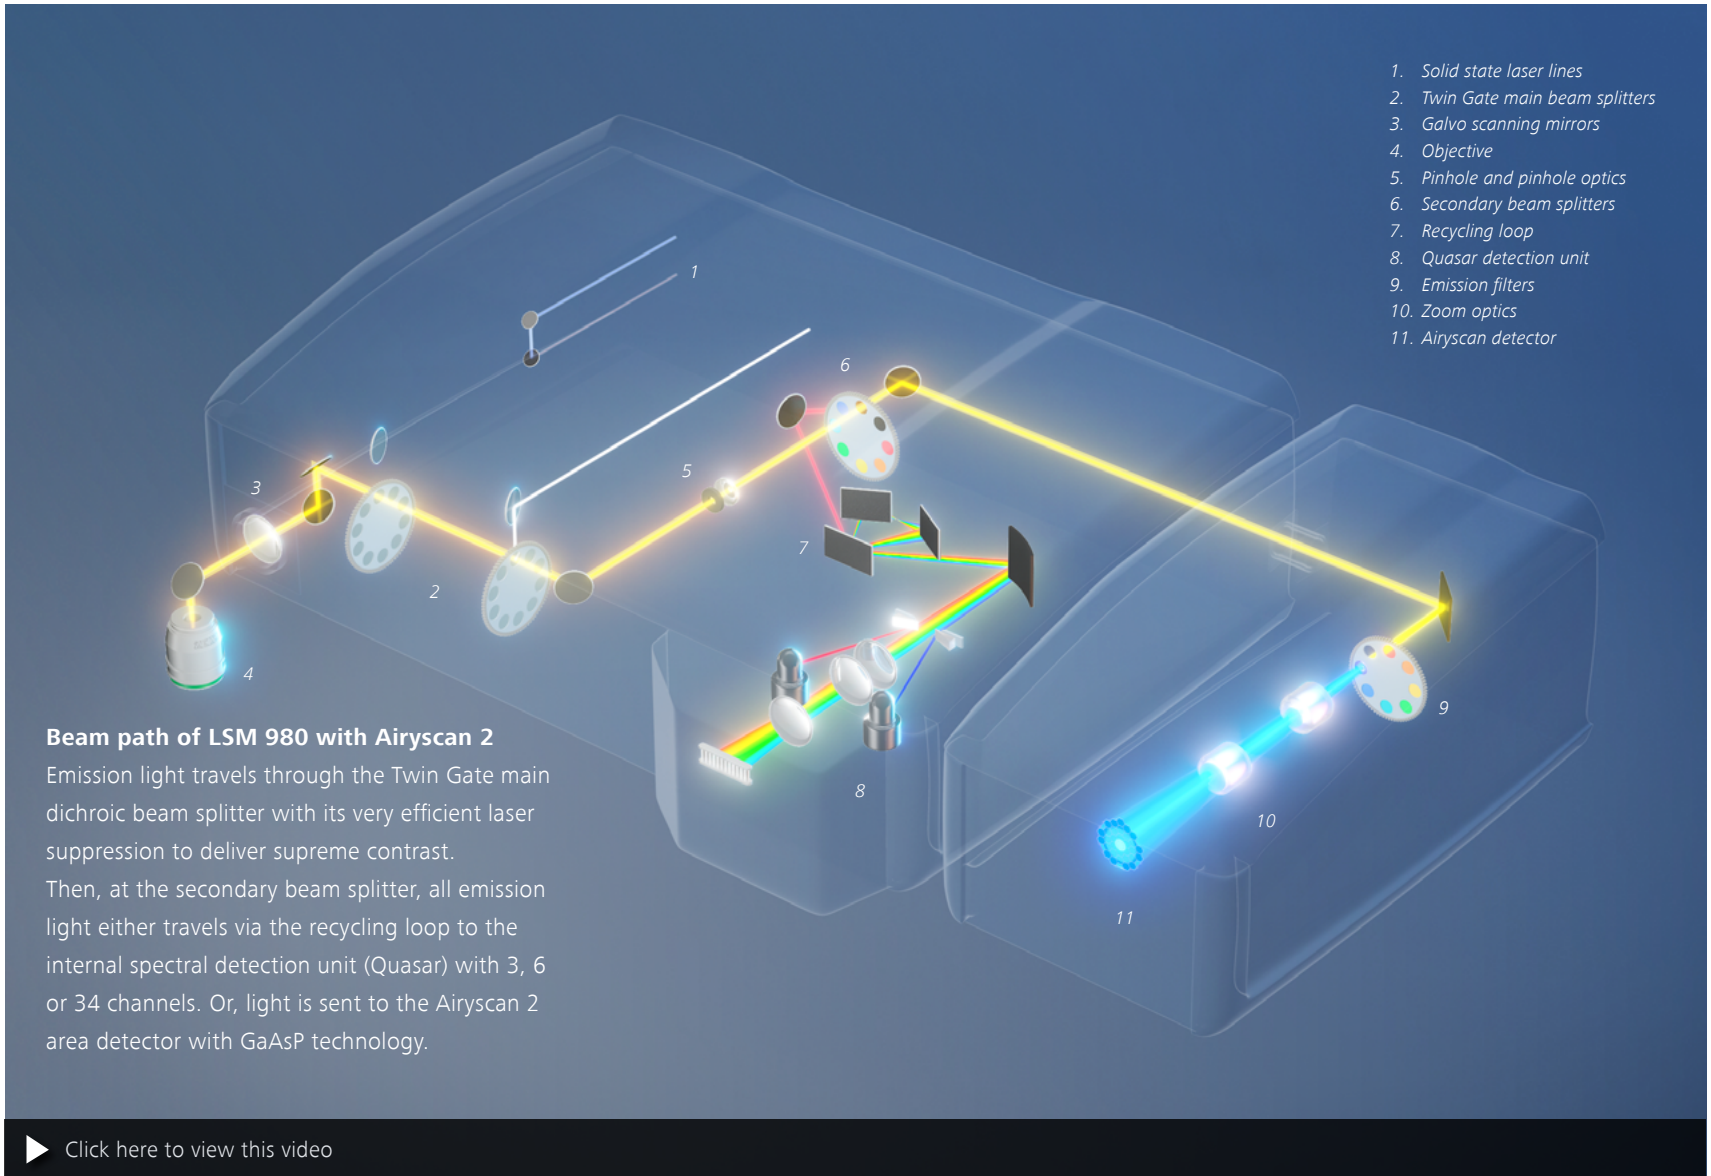 1. Solid state laser lines
2. Twin Gate main beam splitters
3. Galvo scanning mirrors
4. Objective
5. Pinhole and pinhole optics
6. Secondary beam splitters
7. Recycling loop
8. Quasar detection unit
9. Emission filters
10. Zoom optics
11. Airyscan detector
1
6
5
3
7
2
4
9
8
10
11
Beam path of LSM 980 with Airyscan 2
Emission light travels through the Twin Gate main
dichroic beam splitter with its very efficient laser
suppression to deliver supreme contrast.
Then, at the secondary beam splitter, all emission
light either travels via the recycling loop to the
internal spectral detection unit (Quasar) with 3, 6
or 34 channels. Or, light is sent to the Airyscan 2
area detector with GaAsP technology.
Click here to view this video